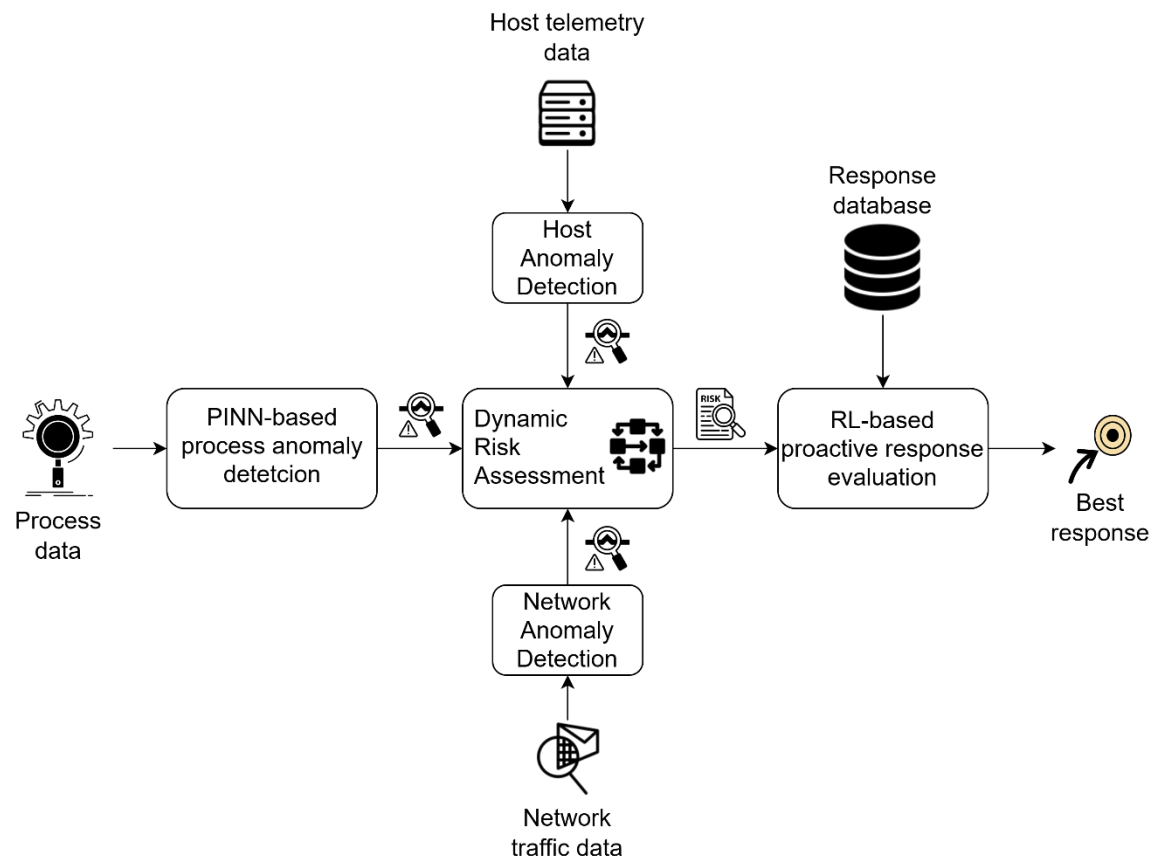 Host telemetry
data
Response
database
Host
Anomaly
Detection
RISK
PINN-based
process anomaly
detetcion
Dynamic
Risk
Assessment
RL-based
proactive response
evaluation
Process
data
Best
response
Network
Anomaly
Detection
Network
traffic data